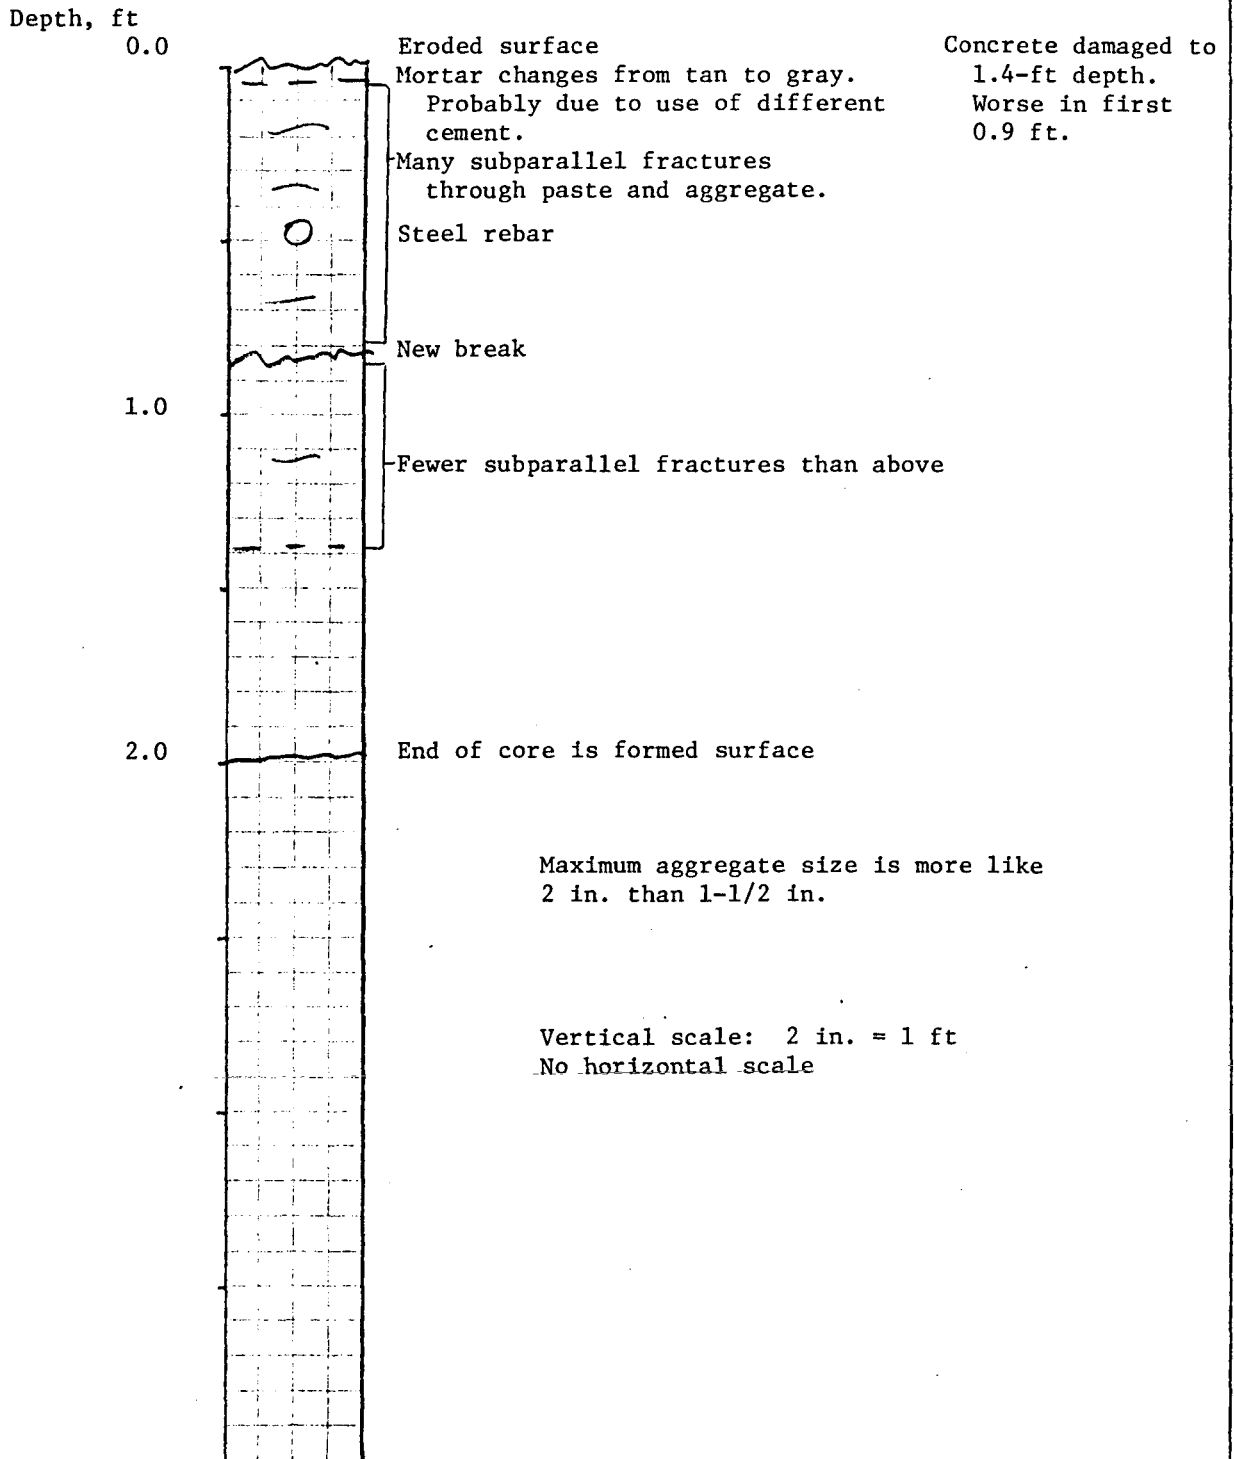 Depth, ft
0.0
Eroded surface
Mortar changes from tan to gray.
Probably due to use of different
cement.
Concrete damaged to
1.4-ft depth.
Worse in first
0.9 ft.
Many subparallel fractures
through paste and aggregate.
Steel rebar
New break
1.0
Fewer subparallel fractures than above
2.0
End of core is formed surface
Maximum aggregate size is more like
2 in. than 1-1/2 in.
Vertical scale: 2 in. = 1 ft
No horizontal scale